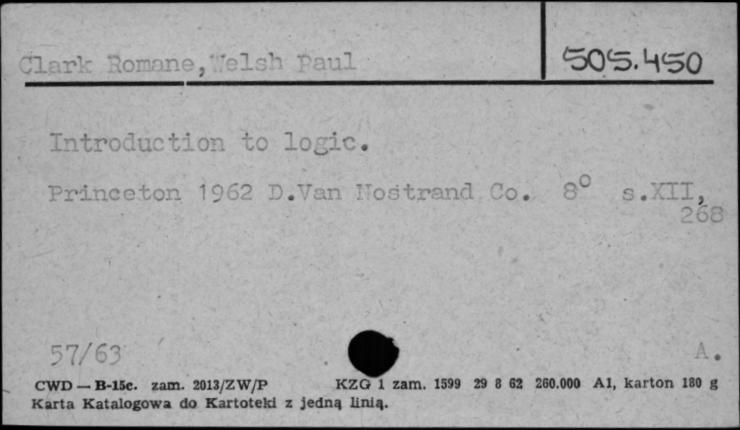 Clark Romane, Welsh Paul
505.450
Introduction to logic.
Princeton 1962 D.Van Nostrand Co. 8° s.XII,
268
57/63
A.
CWD — B-15c. zam. 2013/ZW/P KZG 1 zam. 1599 29 8 62 260.000 A1, karton 180 g
Karta Katalogowa do Kartoteki z jedną linią.